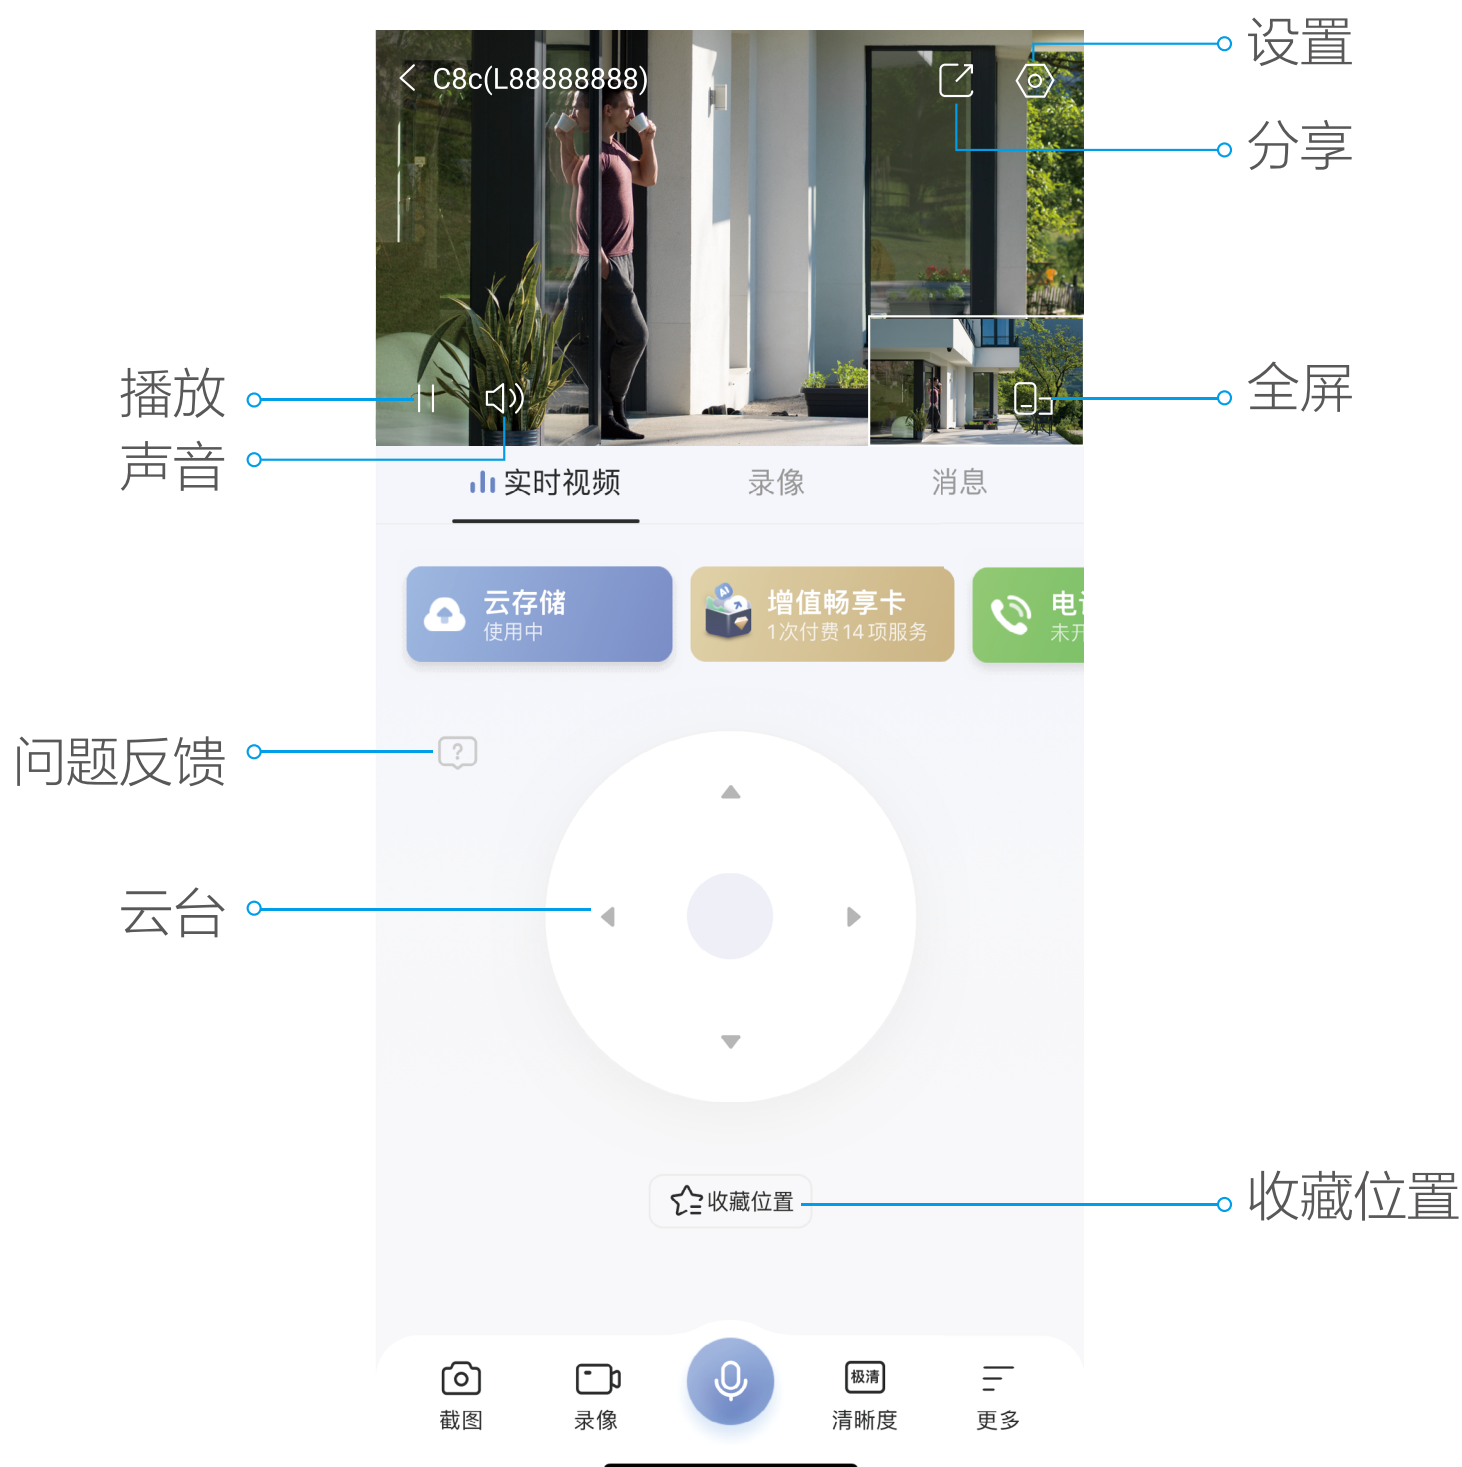 设置
C8c(L88888888)
分享
播放
全屏
声音
实时视频 录像 消息
云存储
使用中
增值畅享卡
1次付费14项服务
电
未开
?
问题反馈
云台
收藏位置
收藏位置
极清
截图 录像 清晰度 更多